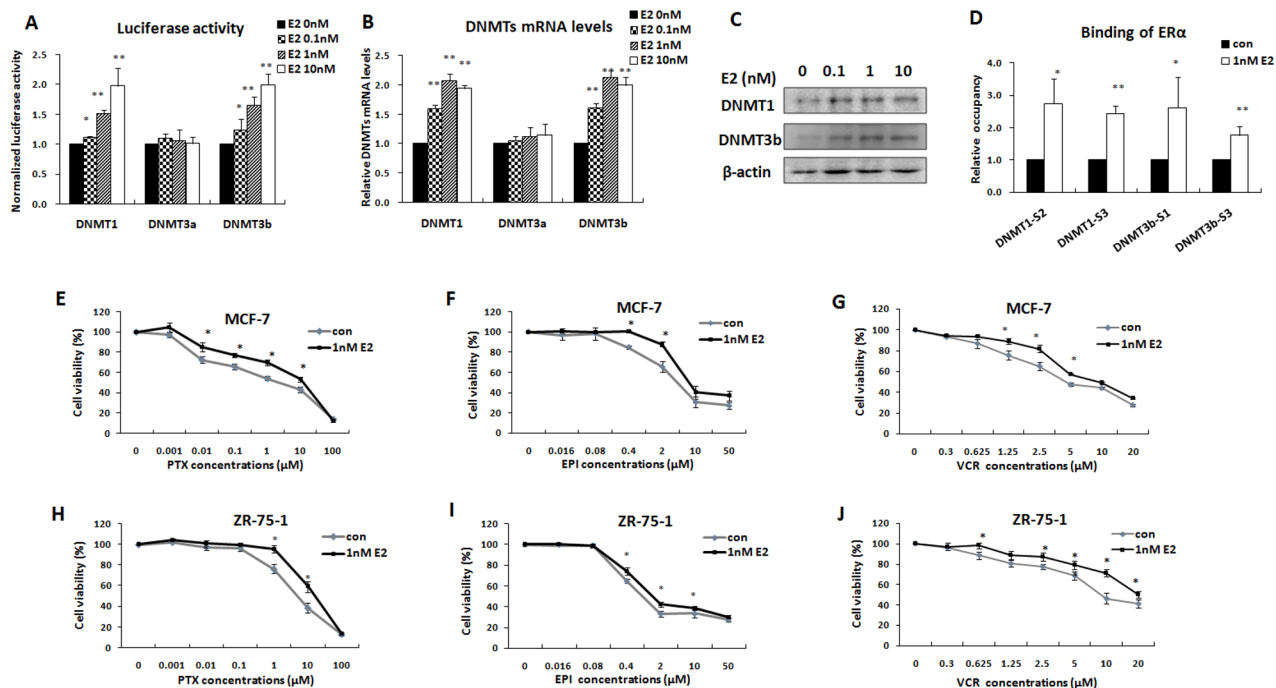 A
Luciferase activity
E2 0nM
E2 0.1nM
E2 1nM
E2 10nM
Normalized luciferase activity
2.5
2.0
1.5
1.0
0.5
0.0
* ** **
* ** **
DNMT1 DNMT3a DNMT3b
B
DNMTs mRNA levels
E2 0nM
E2 0.1nM
E2 1nM
E2 10nM
Relative DNMTs mRNA levels
2.5
2.0
1.5
1.0
0.5
0.0
** ** **
** ** **
DNMT1 DNMT3a DNMT3b
C
E2 (nM) 0 0.1 1 10
DNMT1
DNMT3b
β-actin
D
Binding of ERα
con
1nM E2
Relative occupancy
4.0
3.0
2.0
1.0
0.0
* ** * **
DNMT1-S2 DNMT1-S3 DNMT3b-S1 DNMT3b-S3
E
MCF-7
con
1nM E2
Cell viability (%)
120
100
80
60
40
20
0
* * * *
0 0.001 0.01 0.1 1 10 100
PTX concentrations (μM)
F
MCF-7
con
1nM E2
Cell viability (%)
120
100
80
60
40
20
0
* *
0 0.016 0.08 0.4 2 10 50
EPI concentrations (μM)
G
MCF-7
con
1nM E2
Cell viability (%)
120
100
80
60
40
20
0
* * *
0 0.3 0.625 1.25 2.5 5 10 20
VCR concentrations (μM)
H
ZR-75-1
con
1nM E2
Cell viability (%)
120
100
80
60
40
20
0
* *
0 0.001 0.01 0.1 1 10 100
PTX concentrations (μM)
I
ZR-75-1
con
1nM E2
Cell viability (%)
120
100
80
60
40
20
0
* * *
0 0.016 0.08 0.4 2 10 50
EPI concentrations (μM)
J
ZR-75-1
con
1nM E2
Cell viability (%)
120
100
80
60
40
20
0
* * * * *
0 0.3 0.625 1.25 2.5 5 10 20
VCR concentrations (μM)